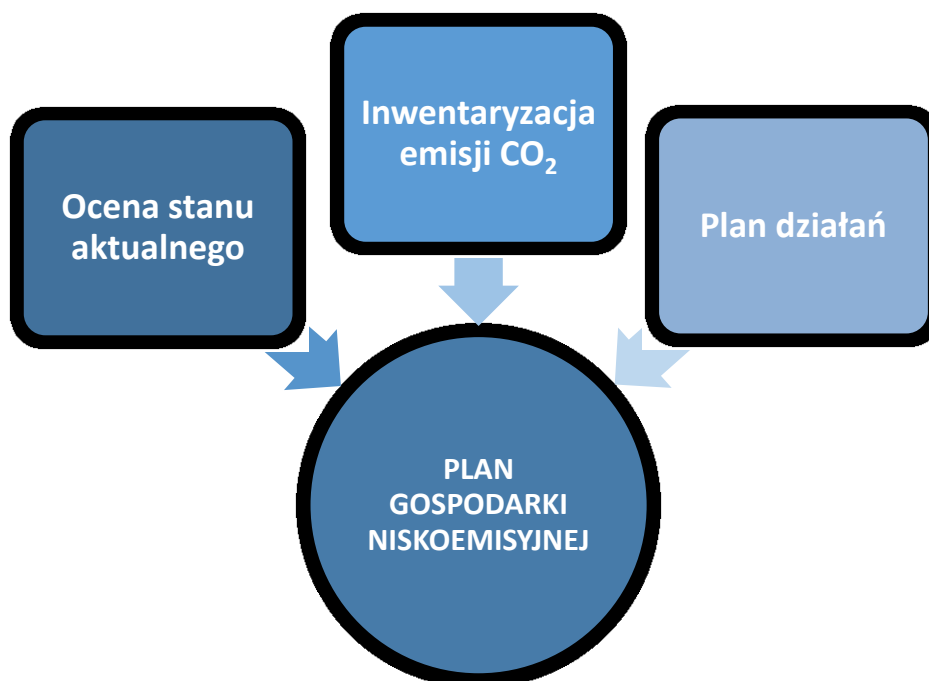 Ocena stanu
aktualnego
Inwentaryzacja
emisji CO₂
Plan działań
PLAN
GOSPODARKI
NISKOEMISYJNEJ